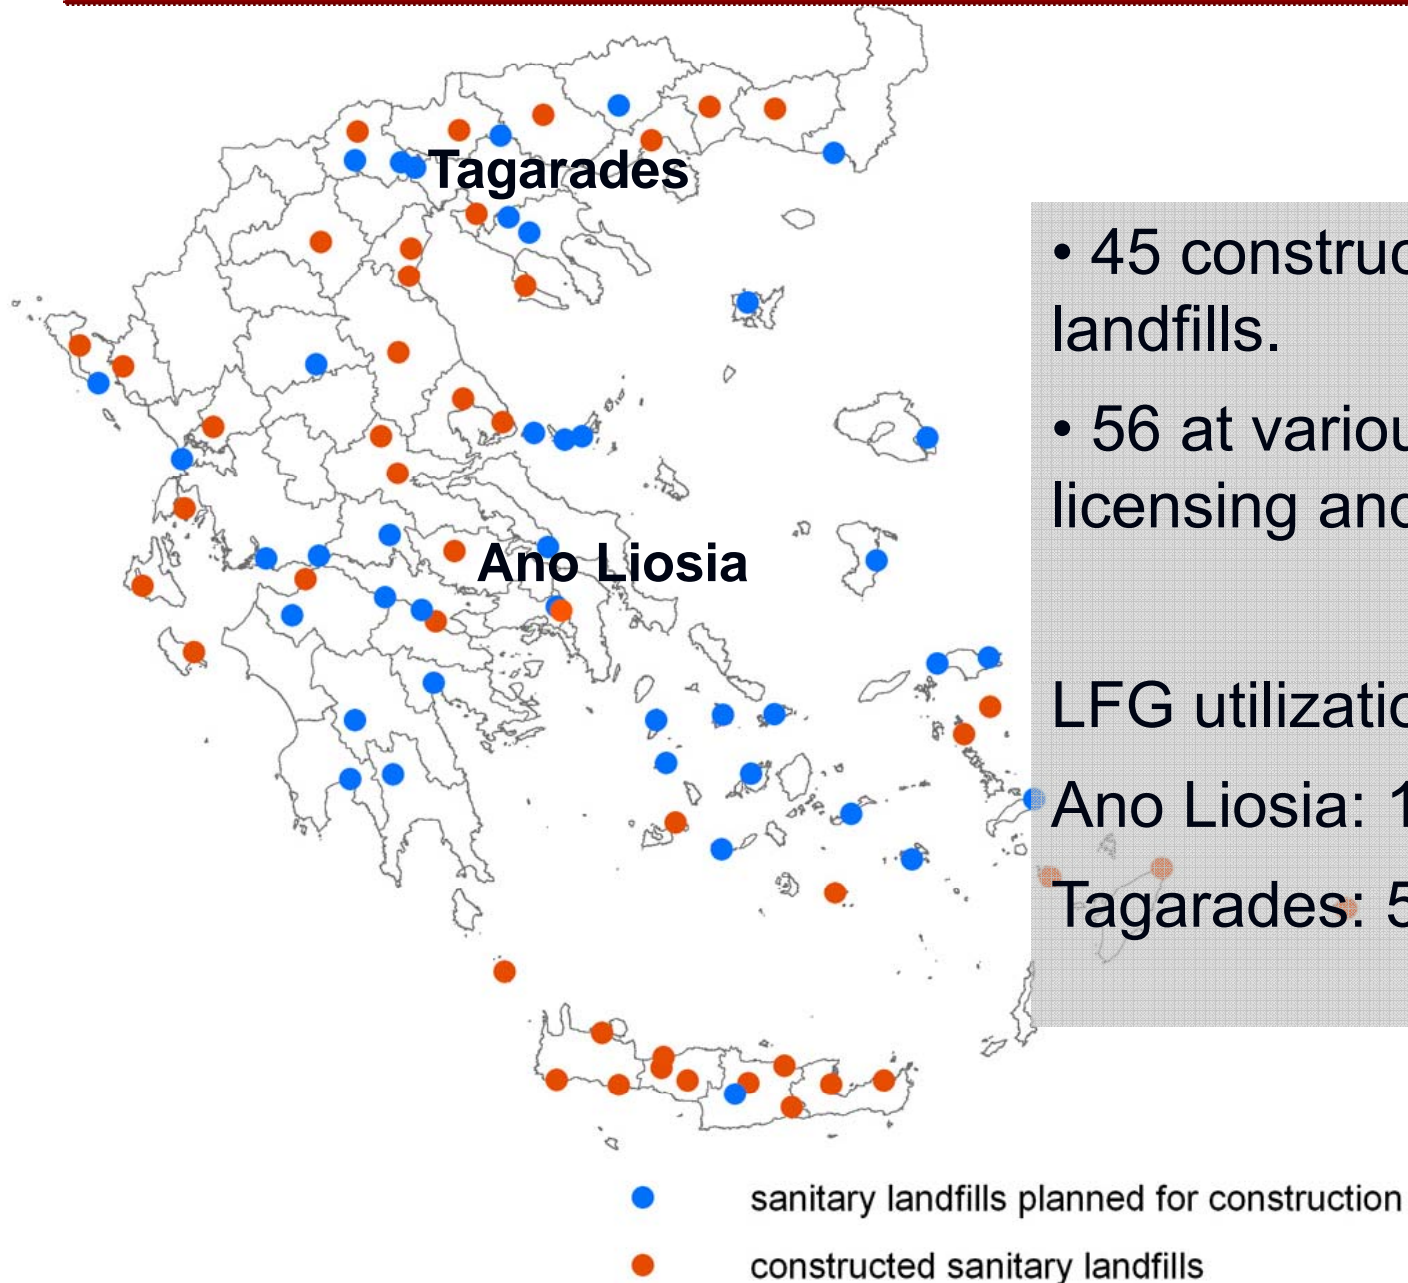 Tagarades
Ano Liosia
• 45 construc
landfills.
• 56 at variou
licensing and
LFG utilizatio
Ano Liosia: 1
Tagarades: 5
sanitary landfills planned for construction
constructed sanitary landfills